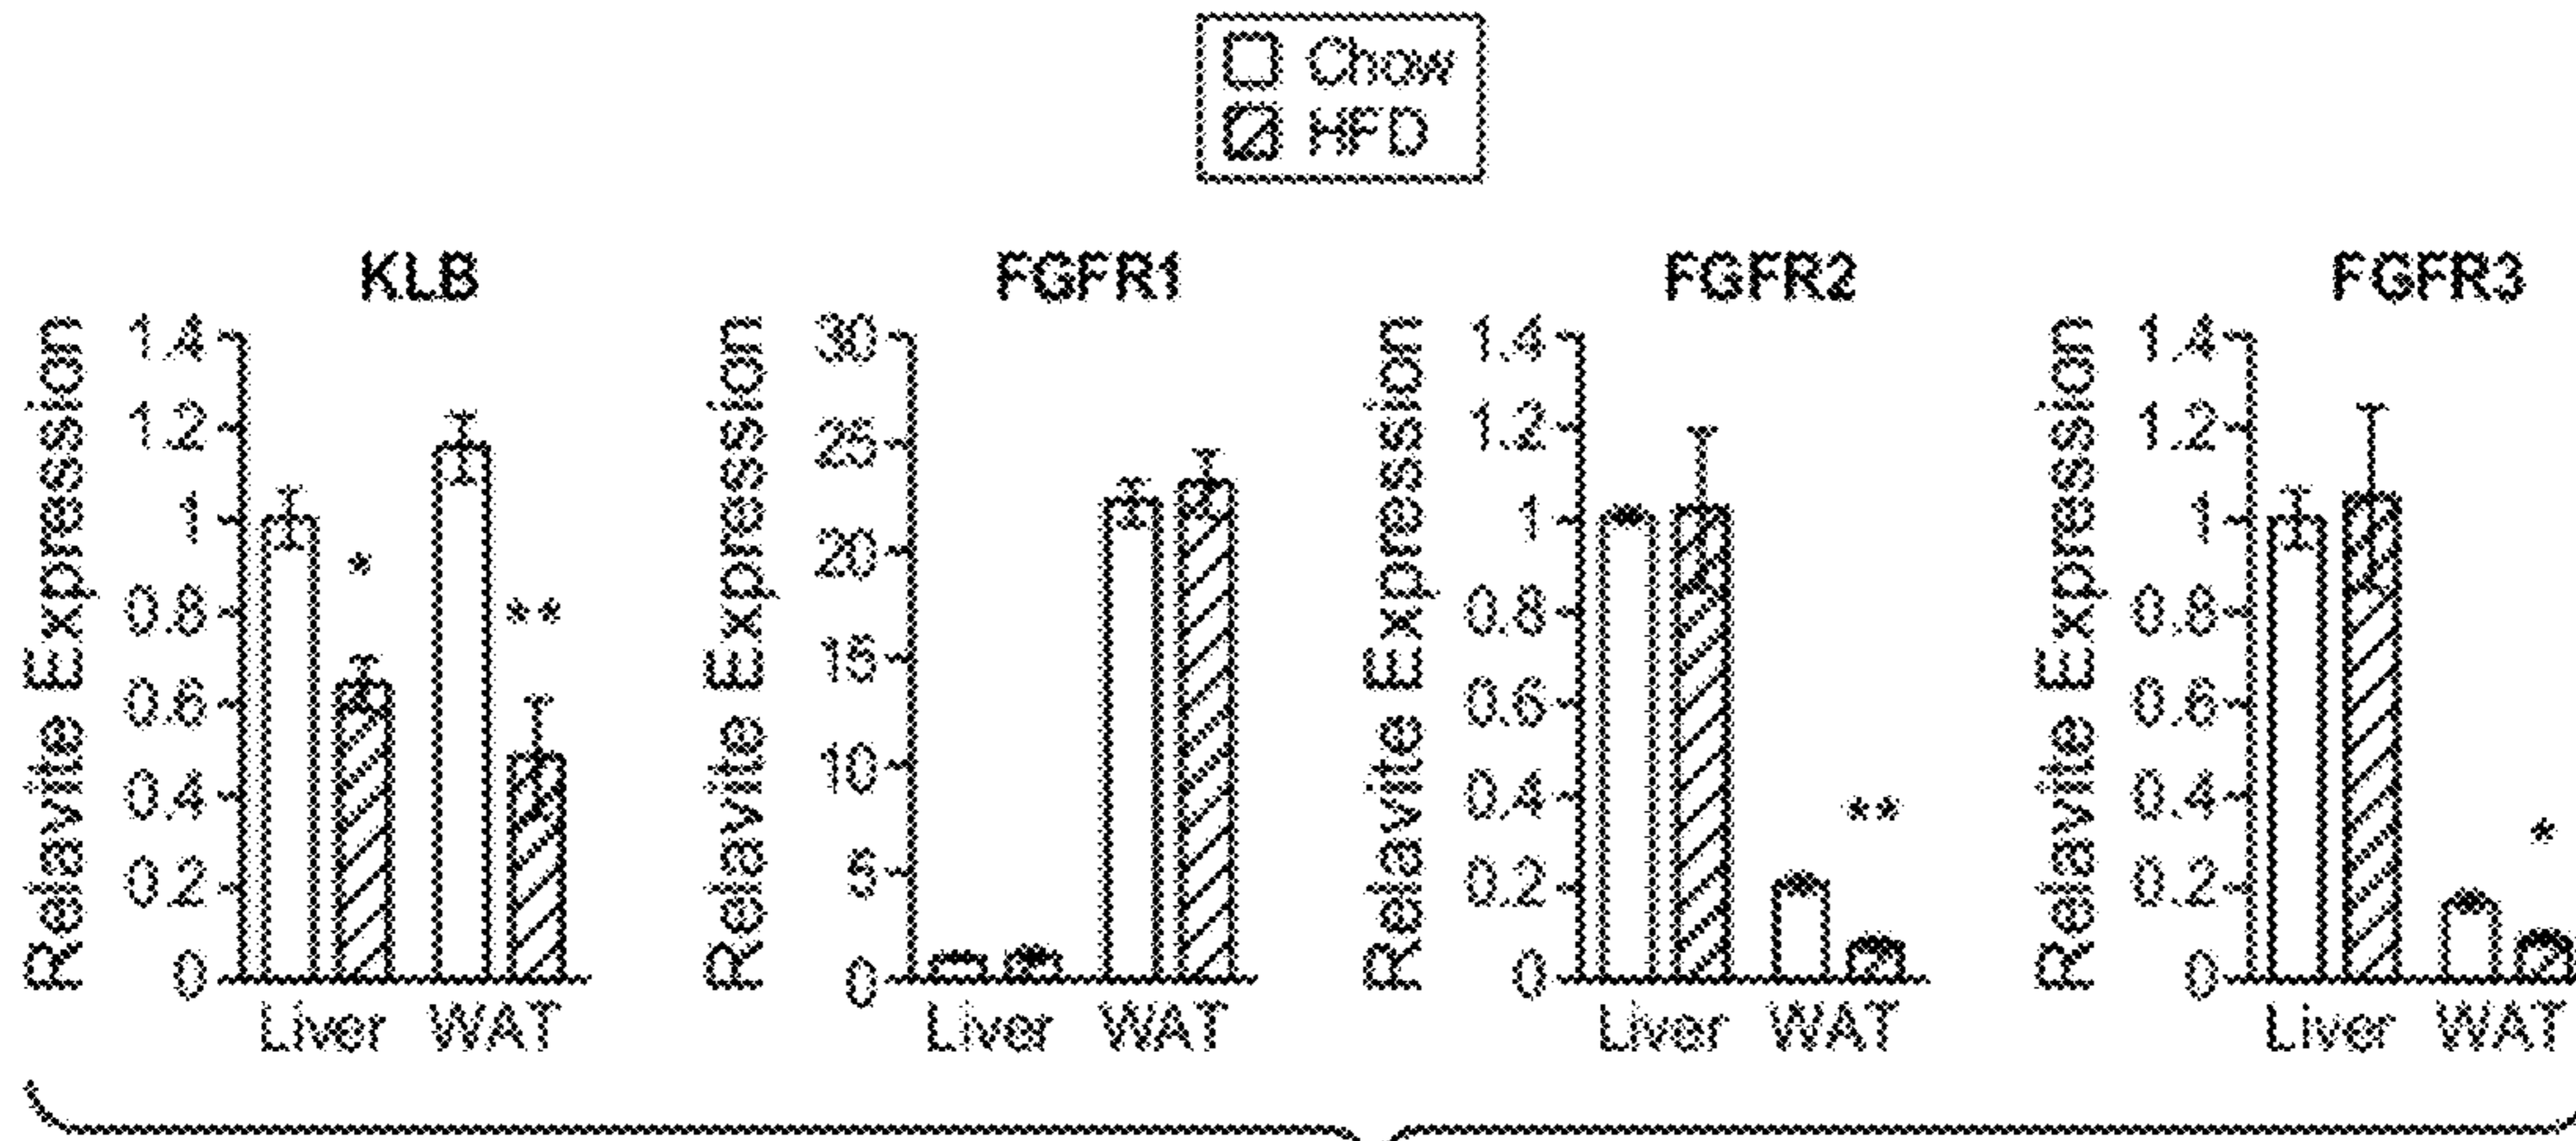 Chow
HFD
KLB
Relavite Expression
1.4
1.2
1
0.8
0.6
0.4
0.2
0
*
**
Liver WAT
FGFR1
Relavite Expression
30
25
20
15
10
5
0
Liver WAT
FGFR2
Relavite Expression
1.4
1.2
1
0.8
0.6
0.4
0.2
0
**
Liver WAT
FGFR3
Relavite Expression
1.4
1.2
1
0.8
0.6
0.4
0.2
0
*
Liver WAT